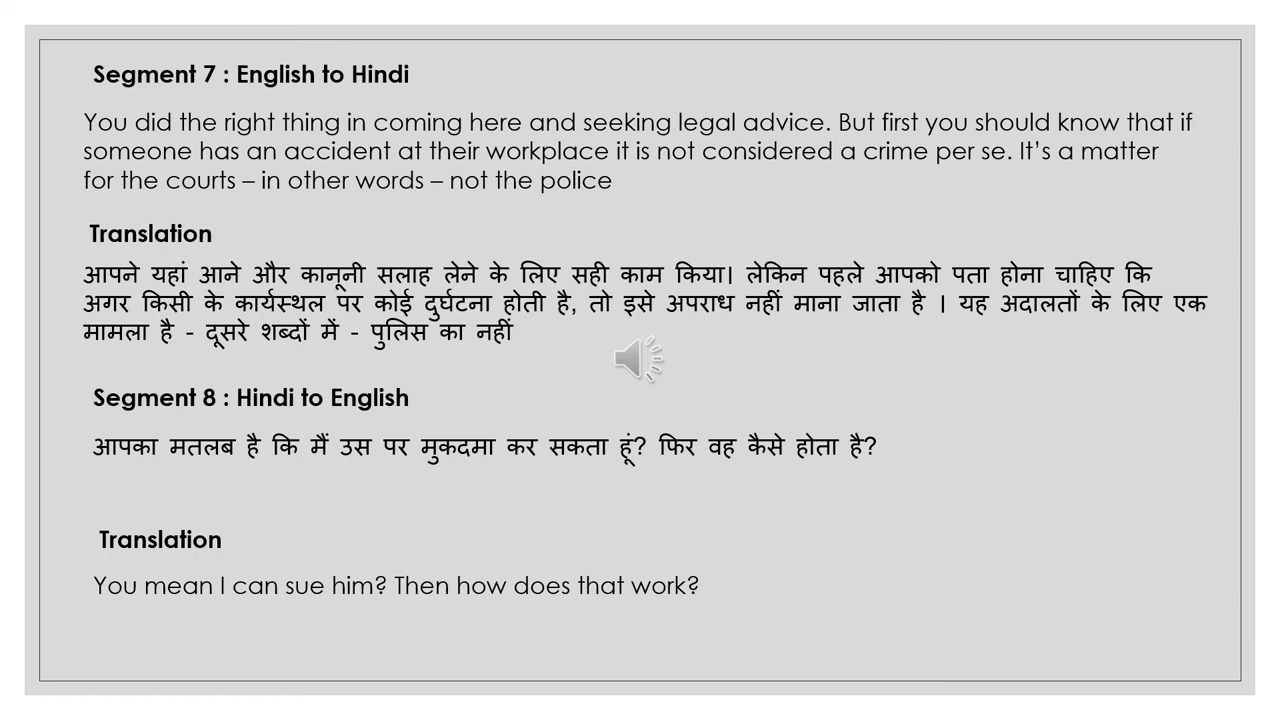 Segment 7 : English to Hindi
You did the right thing in coming here and seeking legal advice. But first you should know that if
someone has an accident at their workplace it is not considered a crime per se. It’s a matter
for the courts – in other words – not the police
Translation
आपने यहां आने और कानूनी सलाह लेने के लिए सही काम किया। लेकिन पहले आपको पता होना चाहिए कि
अगर किसी के कार्यस्थल पर कोई दुर्घटना होती है, तो इसे अपराध नहीं माना जाता है । यह अदालतों के लिए एक
मामला है - दूसरे शब्दों में - पुलिस का नहीं
Segment 8 : Hindi to English
आपका मतलब है कि मैं उस पर मुकदमा कर सकता हूं? फिर वह कैसे होता है?
Translation
You mean I can sue him? Then how does that work?